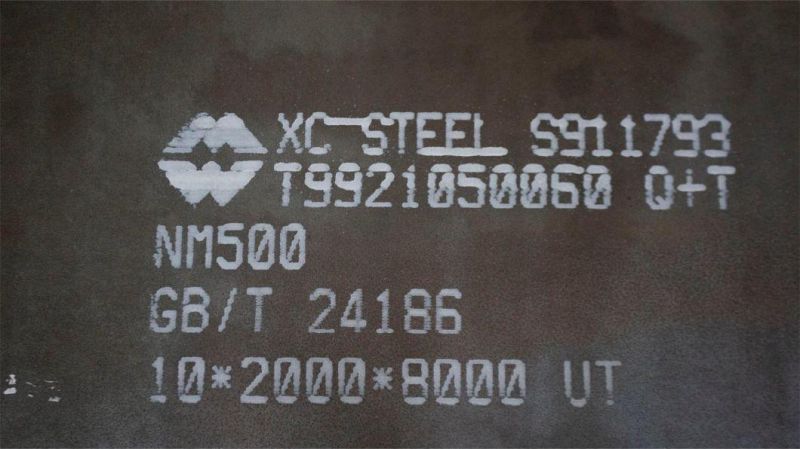 XC STEEL S911793
T9921050060 Q+T
NM500
GB/T 24186
10*2000*8000 UT